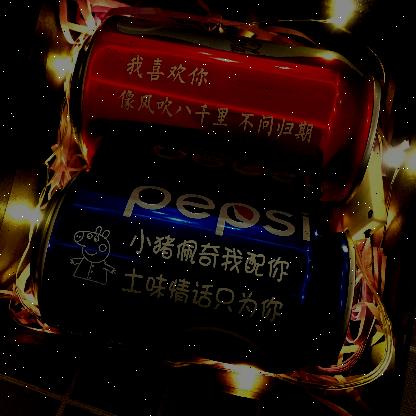 我喜欢你
像风吹八千里 不问归期
pepsi
小猪佩奇我配你
土味情话只为你